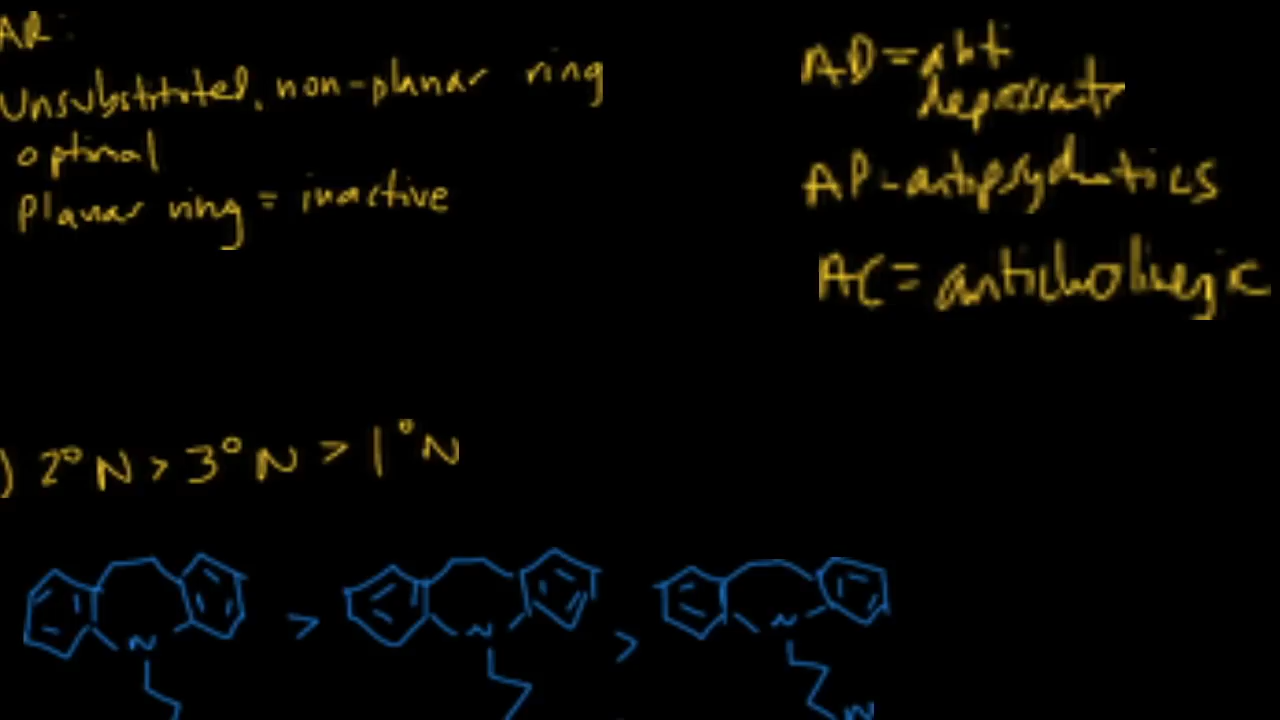 AR:
Unsubstituted, non-planar ring
optimal
Planar ring = inactive
AD = anti
depressants
AP - antipsychotics
AC = anticholinergic
) 2° N > 3° N > 1° N
N > N > N
N